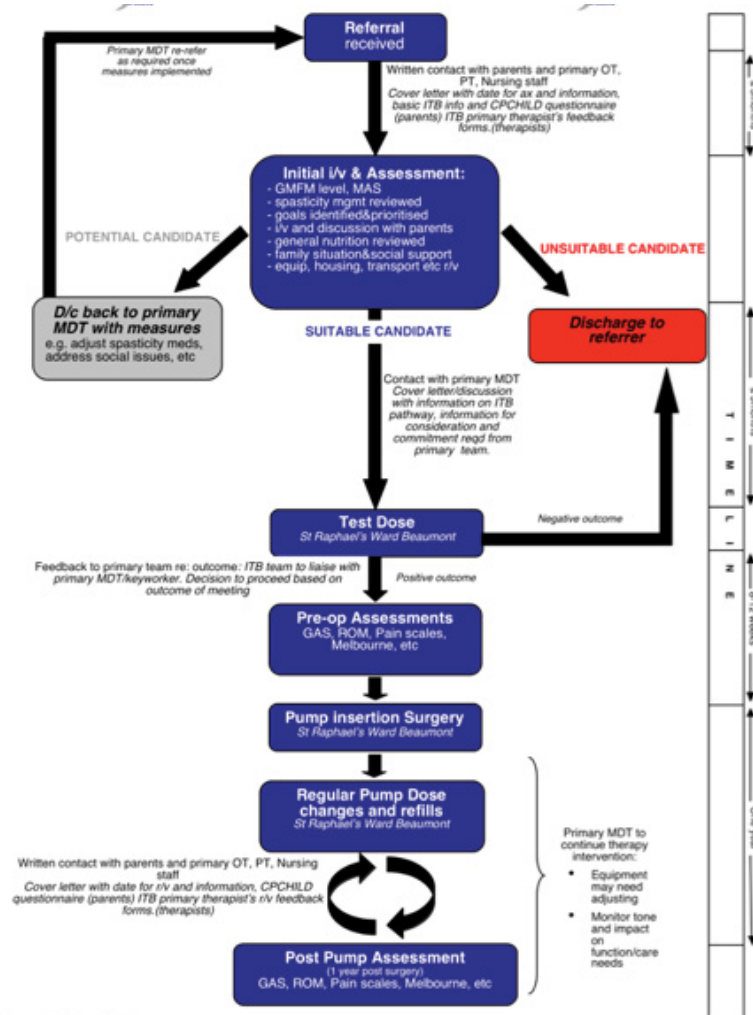 Referral
received
Primary MDT re-refer
as required once
measures implemented
Written contact with parents and primary OT,
PT, Nursing staff
Cover letter with date for ax and information,
basic ITB info and CPCHILD questionnaire
(parents) ITB primary therapist's feedback
forms.(therapists)
Initial i/v & Assessment:
- GMFM level, MAS
- spasticity mgmt reviewed
- goals identified&prioritised
- i/v and discussion with parents
- general nutrition reviewed
- family situation&social support
- equip, housing, transport etc r/v
POTENTIAL CANDIDATE
UNSUITABLE CANDIDATE
D/c back to primary
MDT with measures
e.g. adjust spasticity meds,
address social issues, etc
SUITABLE CANDIDATE
Discharge to
referrer
Contact with primary MDT
Cover letter/discussion
with information on ITB
pathway, information for
consideration and
commitment reqd from
primary team.
Test Dose
St Raphael's Ward Beaumont
Negative outcome
Feedback to primary team re: outcome: ITB team to liaise with
primary MDT/keyworker. Decision to proceed based on
outcome of meeting
Positive outcome
Pre-op Assessments
GAS, ROM, Pain scales,
Melbourne, etc
Pump insertion Surgery
St Raphael's Ward Beaumont
Regular Pump Dose
changes and refills
St Raphael's Ward Beaumont
Written contact with parents and primary OT, PT, Nursing
staff
Cover letter with date for r/v and information, CPCHILD
questionnaire (parents) ITB primary therapist's r/v feedback
forms.(therapists)
Post Pump Assessment
(1 year post surgery)
GAS, ROM, Pain scales, Melbourne, etc
Primary MDT to
continue therapy
intervention:
• Equipment
may need
adjusting
• Monitor tone
and impact
on
function/care
needs
T
I
M
E
L
I
N
E